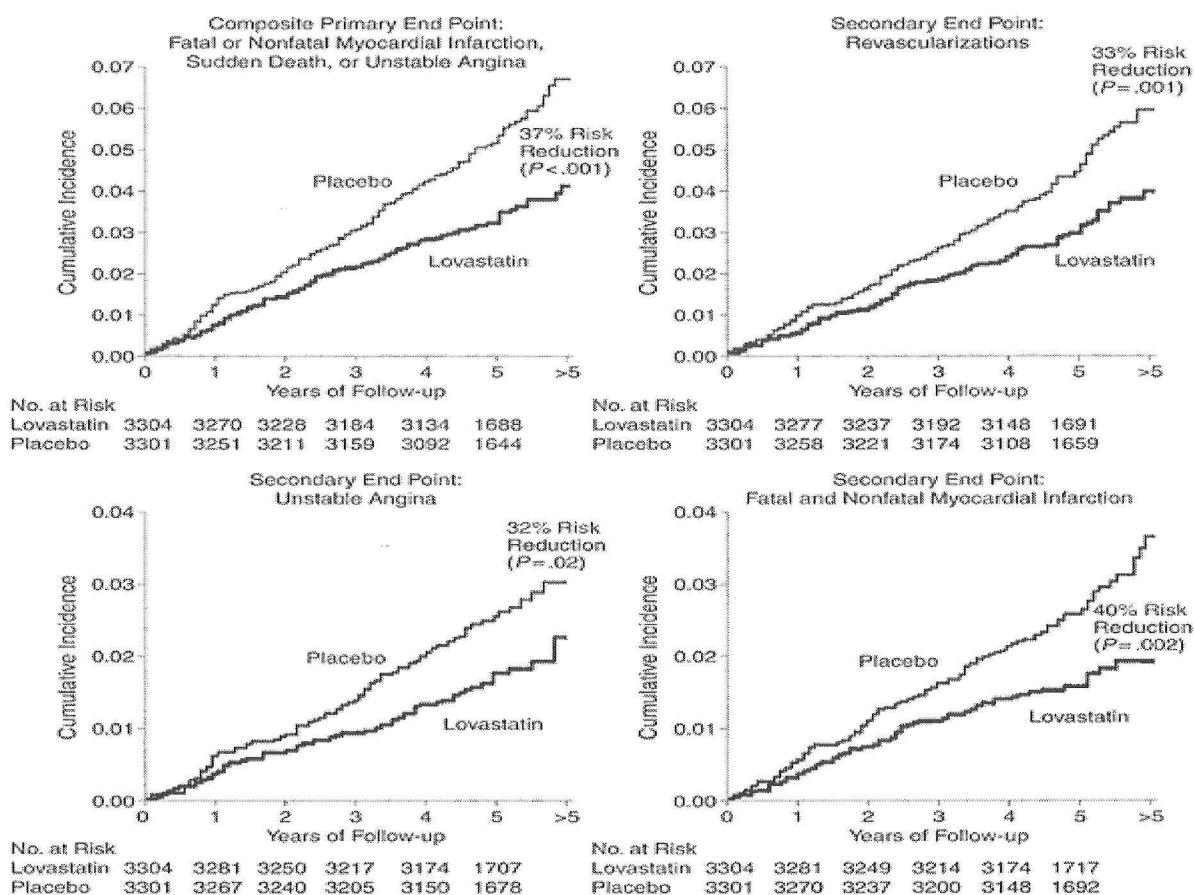 Composite Primary End Point:
Fatal or Nonfatal Myocardial Infarction,
Sudden Death, or Unstable Angina
0.07
0.06
0.05
0.04
0.03
0.02
0.01
0.00
Cumulative Incidence
37% Risk
Reduction
(P<.001)
Placebo
Lovastatin
0 1 2 3 4 5 >5
Years of Follow-up
No. at Risk
Lovastatin 3304 3270 3228 3184 3134 1688
Placebo 3301 3251 3211 3159 3092 1644
Secondary End Point:
Revascularizations
0.07
0.06
0.05
0.04
0.03
0.02
0.01
0.00
Cumulative Incidence
33% Risk
Reduction
(P=.001)
Placebo
Lovastatin
0 1 2 3 4 5 >5
Years of Follow-up
No. at Risk
Lovastatin 3304 3277 3237 3192 3148 1691
Placebo 3301 3258 3221 3174 3108 1659
Secondary End Point:
Unstable Angina
0.04
0.03
0.02
0.01
0.00
Cumulative Incidence
32% Risk
Reduction
(P=.02)
Placebo
Lovastatin
0 1 2 3 4 5 >5
Years of Follow-up
No. at Risk
Lovastatin 3304 3281 3250 3217 3174 1707
Placebo 3301 3267 3240 3205 3150 1678
Secondary End Point:
Fatal and Nonfatal Myocardial Infarction
0.04
0.03
0.02
0.01
0.00
Cumulative Incidence
40% Risk
Reduction
(P=.002)
Placebo
Lovastatin
0 1 2 3 4 5 >5
Years of Follow-up
No. at Risk
Lovastatin 3304 3281 3249 3214 3174 1717
Placebo 3301 3270 3237 3200 3148 1692